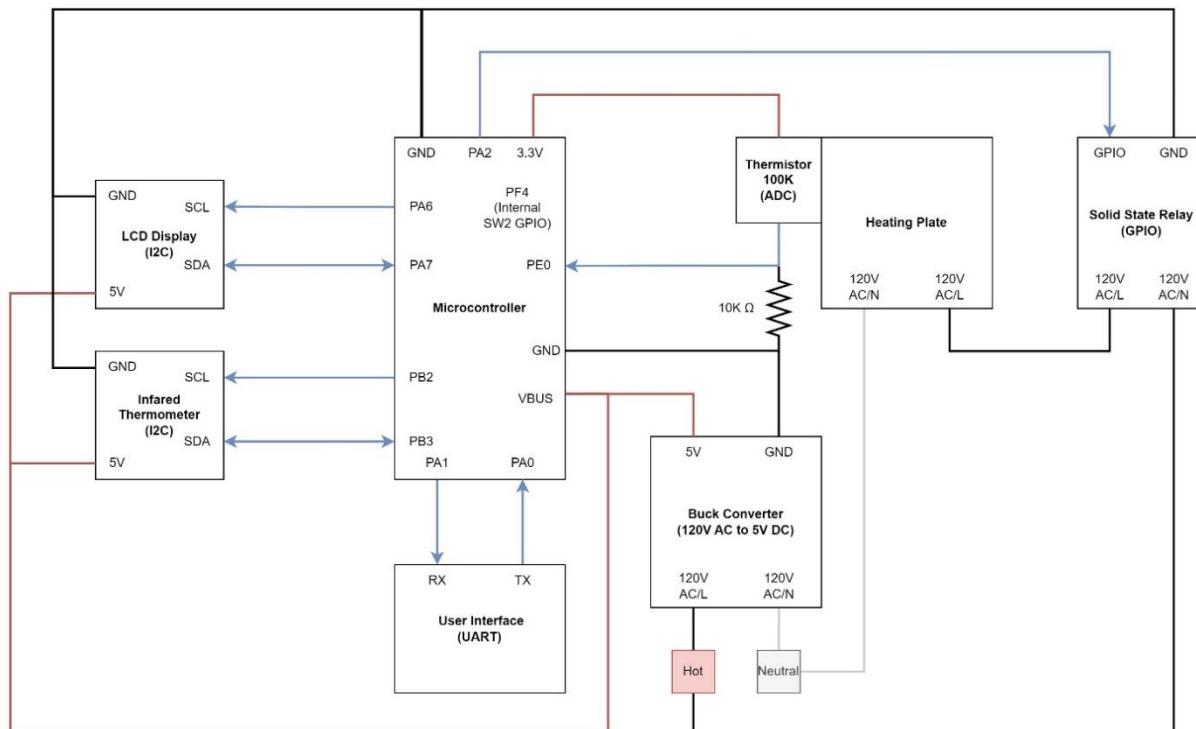 GND
PA2
3.3V
PF4
(Internal
SW2 GPIO)
PA6
PA7
PE0
Microcontroller
GND
VBUS
PB2
PB3
PA1
PA0
GND
SCL
LCD Display
(I2C)
SDA
5V
GND
SCL
Infared
Thermometer
(I2C)
SDA
5V
RX
TX
User Interface
(UART)
Thermistor
100K
(ADC)
Heating Plate
120V
AC/N
120V
AC/L
10K Ω
GPIO
GND
Solid State Relay
(GPIO)
120V
AC/L
120V
AC/N
5V
GND
Buck Converter
(120V AC to 5V DC)
120V
AC/L
120V
AC/N
Hot
Neutral